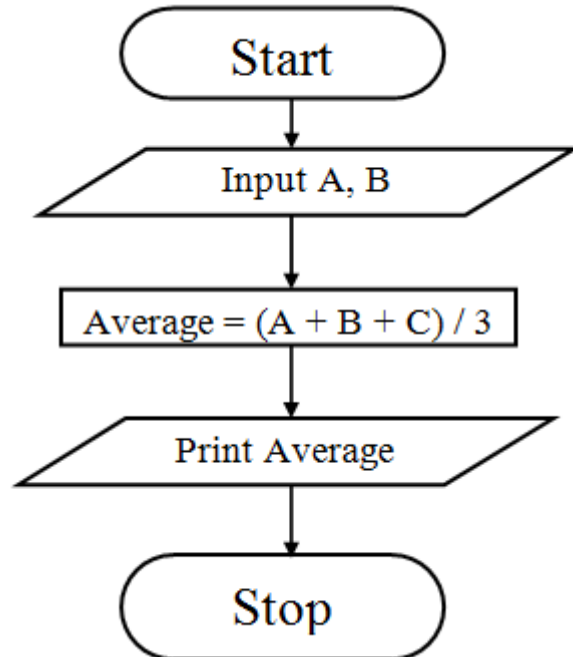 Start
Input A, B
Average = (A + B + C) / 3
Print Average
Stop